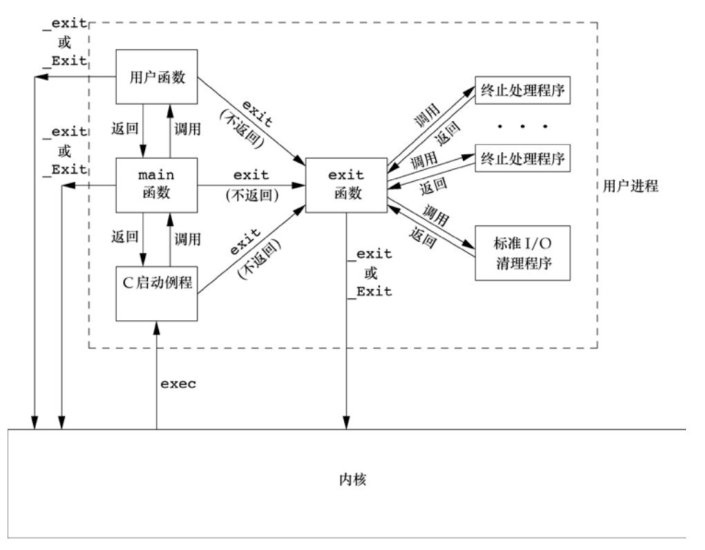 _exit
或
_Exit
用户函数
exit
(不返回)
调用
返回
终止处理程序
· · ·
返回
调用
_exit
或
_Exit
main
函数
exit
(不返回)
exit
函数
调用
返回
终止处理程序
用户进程
返回
调用
exit
(不返回)
调用
返回
标准 I/O
清理程序
C 启动例程
_exit
或
_Exit
exec
内核